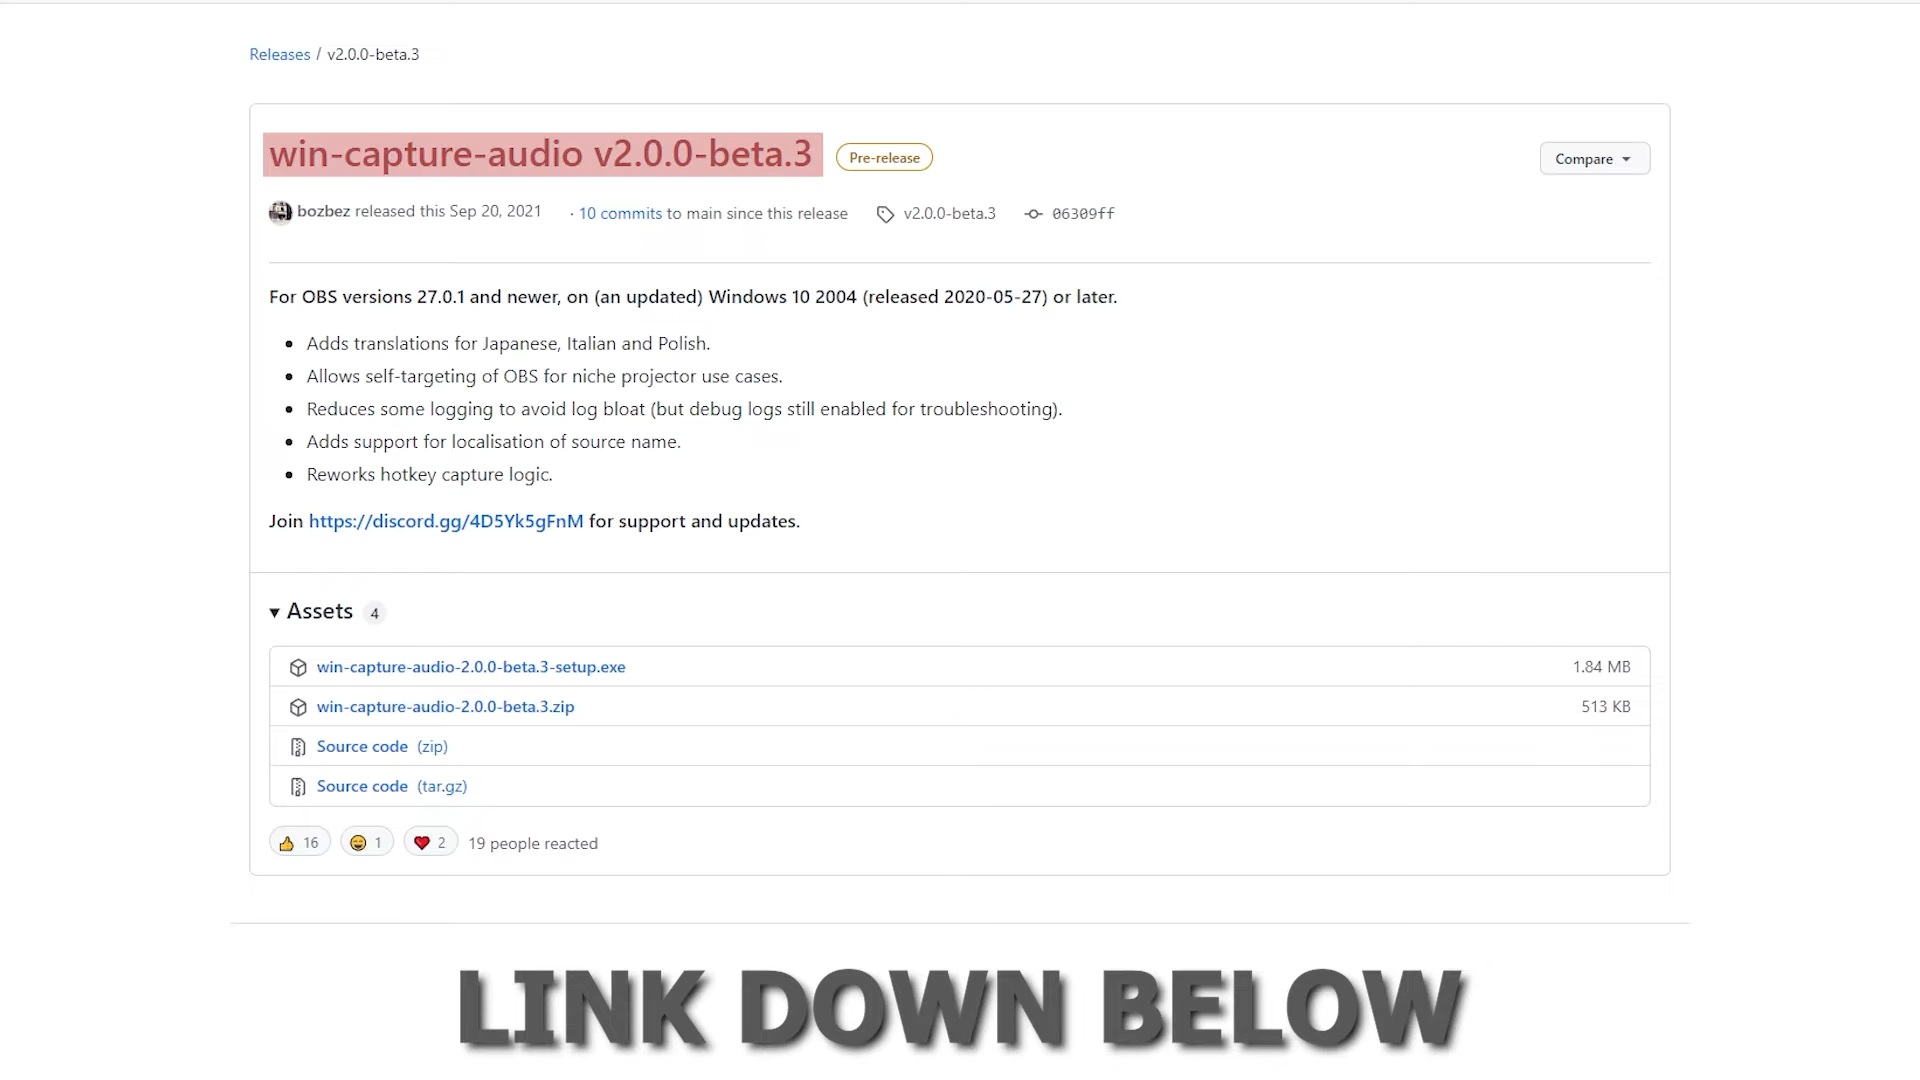 Releases / v2.0.0-beta.3
win-capture-audio v2.0.0-beta.3 Pre-release Compare
bozbez released this Sep 20, 2021 · 10 commits to main since this release v2.0.0-beta.3 06309ff
For OBS versions 27.0.1 and newer, on (an updated) Windows 10 2004 (released 2020-05-27) or later.
• Adds translations for Japanese, Italian and Polish.
• Allows self-targeting of OBS for niche projector use cases.
• Reduces some logging to avoid log bloat (but debug logs still enabled for troubleshooting).
• Adds support for localisation of source name.
• Reworks hotkey capture logic.
Join https://discord.gg/4D5Yk5gFnM for support and updates.
Assets 4
win-capture-audio-2.0.0-beta.3-setup.exe 1.84 MB
win-capture-audio-2.0.0-beta.3.zip 513 KB
Source code (zip)
Source code (tar.gz)
16 1 2 19 people reacted
LINK DOWN BELOW